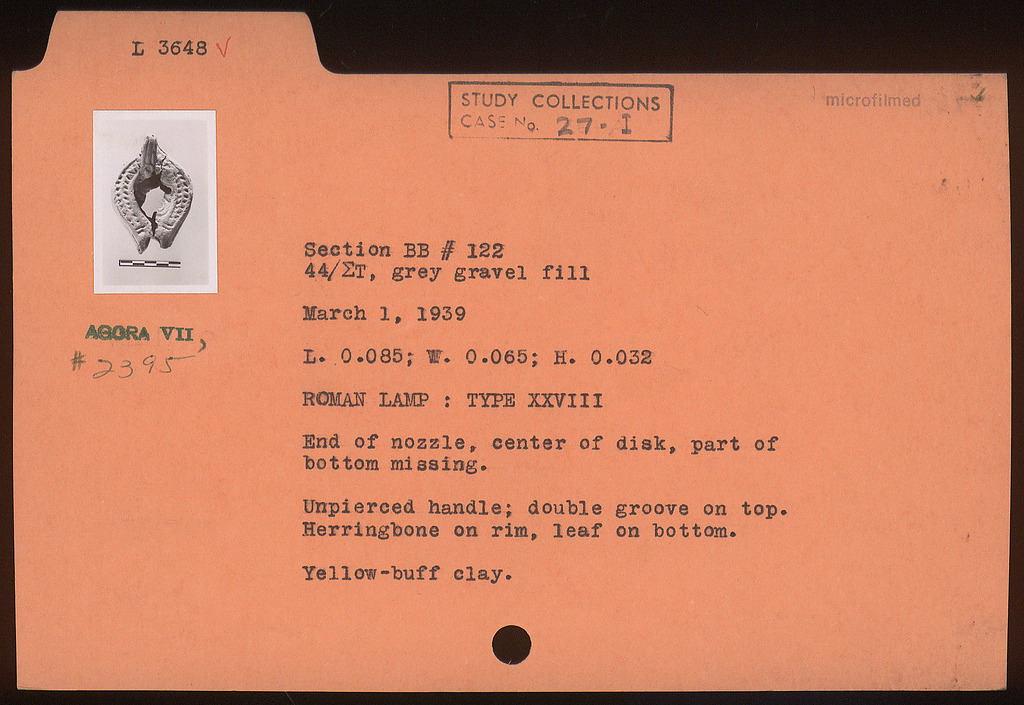 L 3648 ✓
STUDY COLLECTIONS
CASE No. 27-I
microfilmed
Section BB # 122
44/ΣT, grey gravel fill
March 1, 1939
AGORA VII,
#2395
L. 0.085; W. 0.065; H. 0.032
ROMAN LAMP : TYPE XXVIII
End of nozzle, center of disk, part of
bottom missing.
Unpierced handle; double groove on top.
Herringbone on rim, leaf on bottom.
Yellow-buff clay.